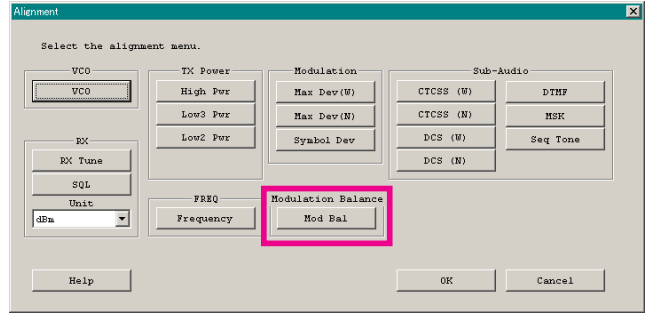 Alignment
Select the alignment menu.
VCO
VCO
TX Power
High Pwr
Low3 Pwr
Low2 Pwr
Modulation
Max Dev(W)
Max Dev(N)
Symbol Dev
Sub-Audio
CTCSS (W)
DTMF
CTCSS (N)
MSK
DCS (W)
Seq Tone
DCS (N)
RX
RX Tune
SQL
Unit
dBm
FREQ
Frequency
Modulation Balance
Mod Bal
Help
OK
Cancel